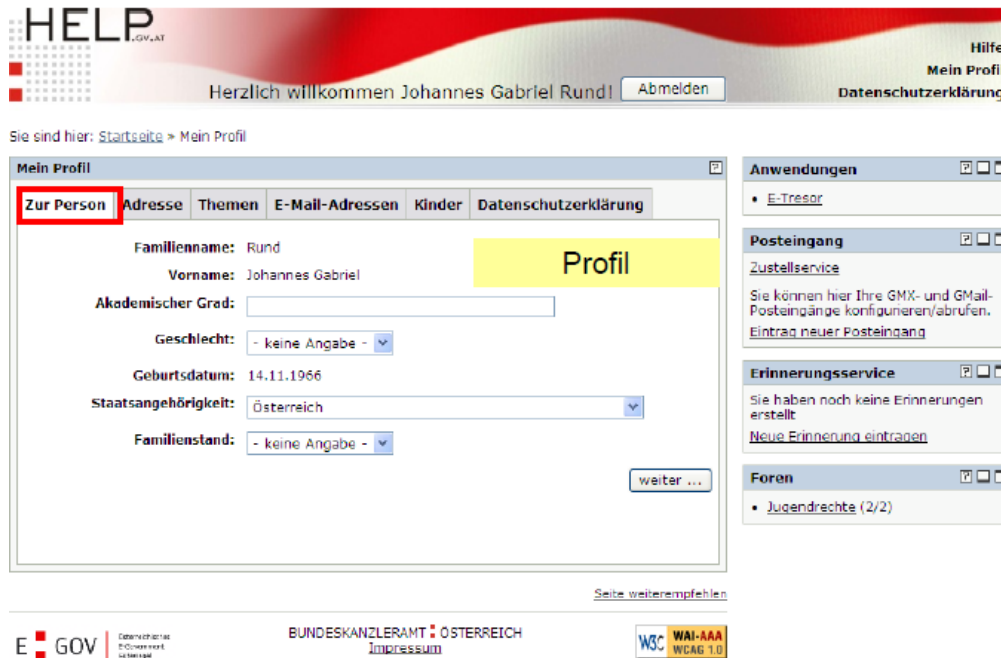 HELP.GV.AT
Hilfe
Mein Profil
Datenschutzerklärung
Herzlich willkommen Johannes Gabriel Rund!
Abmelden
Sie sind hier: Startseite » Mein Profil
Mein Profil
Zur Person
Adresse
Themen
E-Mail-Adressen
Kinder
Datenschutzerklärung
Profil
Familienname: Rund
Vorname: Johannes Gabriel
Akademischer Grad:
Geschlecht: - keine Angabe -
Geburtsdatum: 14.11.1966
Staatsangehörigkeit: Österreich
Familienstand: - keine Angabe -
weiter ...
Anwendungen
• E-Tresor
Posteingang
Zustellservice
Sie können hier Ihre GMX- und GMail-
Posteingänge konfigurieren/abrufen.
Eintrag neuer Posteingang
Erinnerungsservice
Sie haben noch keine Erinnerungen
erstellt
Neue Erinnerung eintragen
Foren
• Jugendrechte (2/2)
Seite weiterempfehlen
E GOV
BUNDESKANZLERAMT ÖSTERREICH
Impressum
W3C WAI-AAA
WCAG 1.0